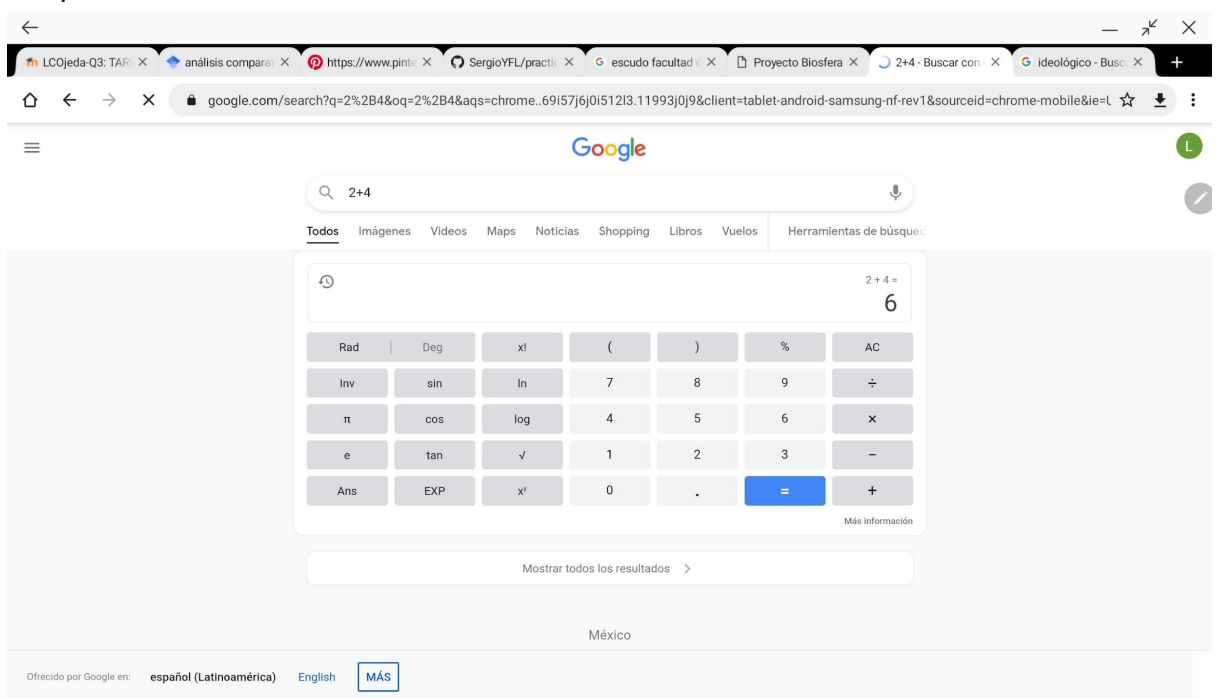 LCOjeda-Q3: TAR
análisis compara
https://www.pinte
SergioYFL/practic
escudo facultad
Proyecto Biosfera
2+4 - Buscar con
ideológico - Busc
google.com/search?q=2%2B4&oq=2%2B4&aqs=chrome..69i57j6j0i512l3.11993j0j9&client=tablet-android-samsung-nf-rev1&sourceid=chrome-mobile&ie=U
Google
L
2+4
Todos Imágenes Videos Maps Noticias Shopping Libros Vuelos Herramientas de búsqued
2 + 4 =
6
Rad | Deg x! ( ) % AC
Inv sin ln 7 8 9 ÷
π cos log 4 5 6 ×
e tan √ 1 2 3 −
Ans EXP xʸ 0 . = +
Más información
Mostrar todos los resultados >
México
Ofrecido por Google en: español (Latinoamérica) English MÁS